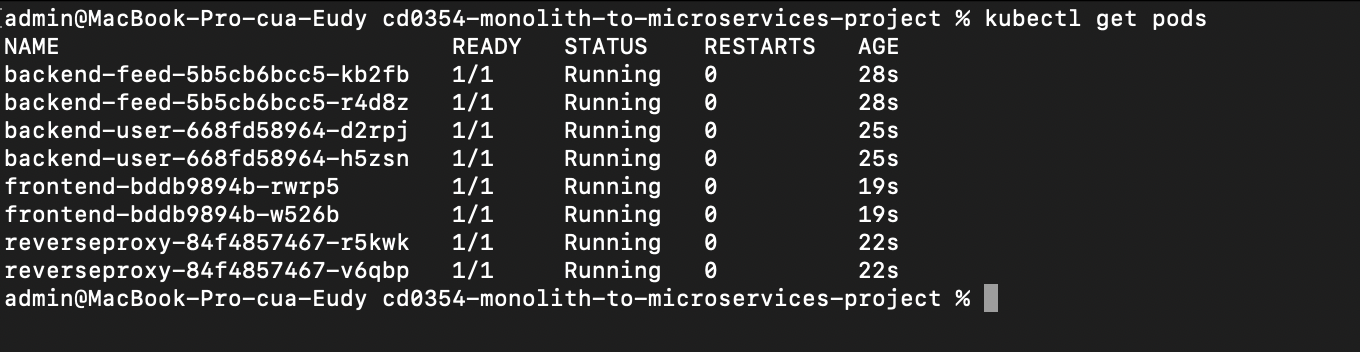 admin@MacBook-Pro-cua-Eudy cd0354-monolith-to-microservices-project % kubectl get pods
NAME READY STATUS RESTARTS AGE
backend-feed-5b5cb6bcc5-kb2fb 1/1 Running 0 28s
backend-feed-5b5cb6bcc5-r4d8z 1/1 Running 0 28s
backend-user-668fd58964-d2rpj 1/1 Running 0 25s
backend-user-668fd58964-h5zsn 1/1 Running 0 25s
frontend-bddb9894b-rwrp5 1/1 Running 0 19s
frontend-bddb9894b-w526b 1/1 Running 0 19s
reverseproxy-84f4857467-r5kwk 1/1 Running 0 22s
reverseproxy-84f4857467-v6qbp 1/1 Running 0 22s
admin@MacBook-Pro-cua-Eudy cd0354-monolith-to-microservices-project %